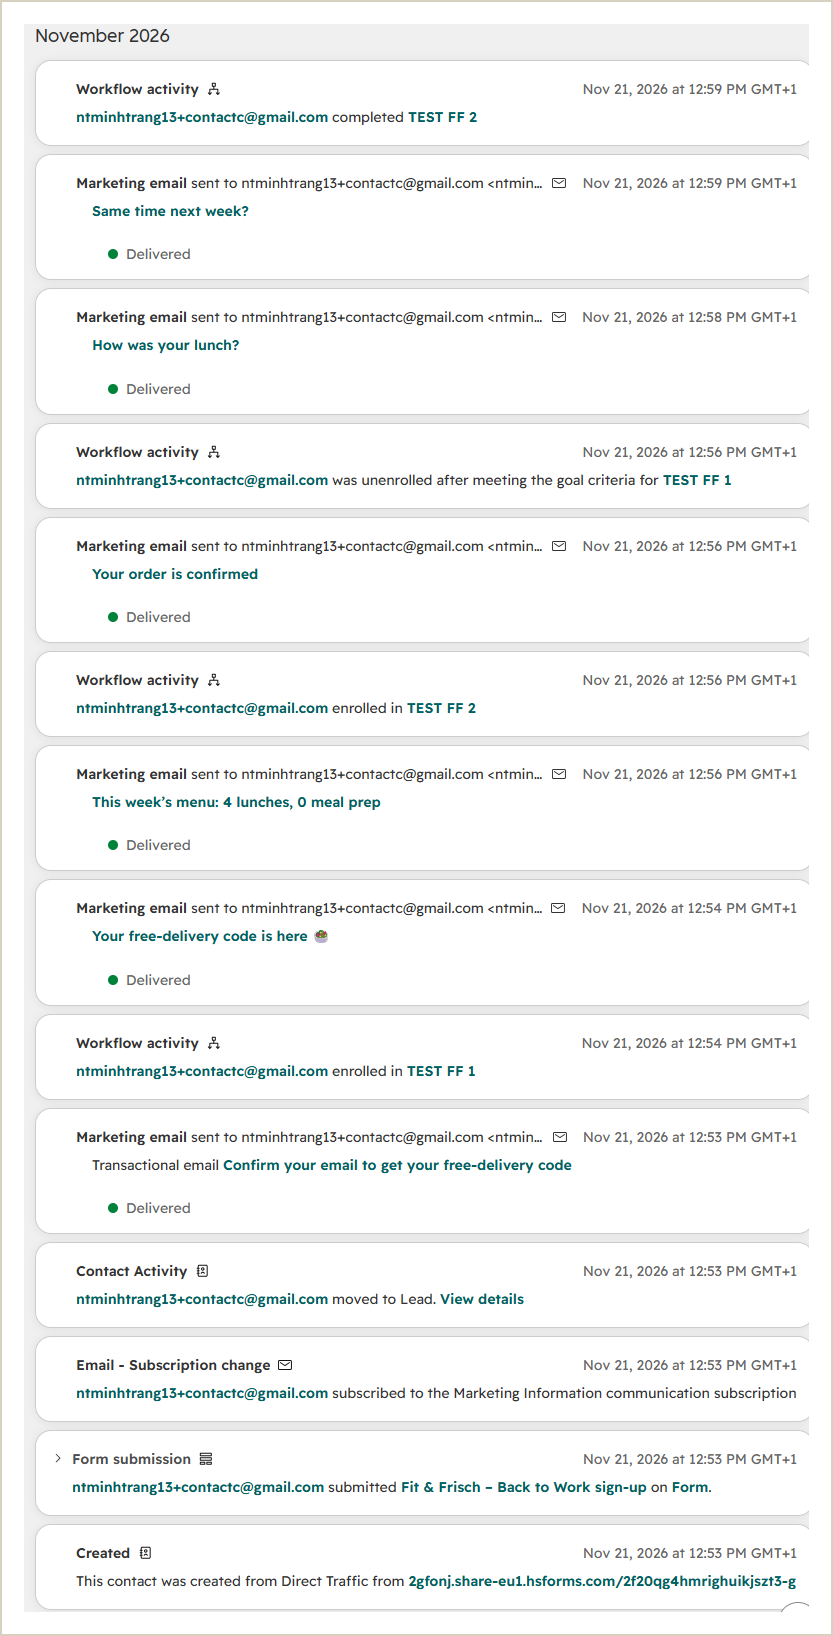 November 2026
Workflow activity Nov 21, 2026 at 12:59 PM GMT+1
ntminhtrang13+contactc@gmail.com completed TEST FF 2
Marketing email sent to ntminhtrang13+contactc@gmail.com <ntmin... Nov 21, 2026 at 12:59 PM GMT+1
Same time next week?
Delivered
Marketing email sent to ntminhtrang13+contactc@gmail.com <ntmin... Nov 21, 2026 at 12:58 PM GMT+1
How was your lunch?
Delivered
Workflow activity Nov 21, 2026 at 12:56 PM GMT+1
ntminhtrang13+contactc@gmail.com was unenrolled after meeting the goal criteria for TEST FF 1
Marketing email sent to ntminhtrang13+contactc@gmail.com <ntmin... Nov 21, 2026 at 12:56 PM GMT+1
Your order is confirmed
Delivered
Workflow activity Nov 21, 2026 at 12:56 PM GMT+1
ntminhtrang13+contactc@gmail.com enrolled in TEST FF 2
Marketing email sent to ntminhtrang13+contactc@gmail.com <ntmin... Nov 21, 2026 at 12:56 PM GMT+1
This week's menu: 4 lunches, 0 meal prep
Delivered
Marketing email sent to ntminhtrang13+contactc@gmail.com <ntmin... Nov 21, 2026 at 12:54 PM GMT+1
Your free-delivery code is here 🥗
Delivered
Workflow activity Nov 21, 2026 at 12:54 PM GMT+1
ntminhtrang13+contactc@gmail.com enrolled in TEST FF 1
Marketing email sent to ntminhtrang13+contactc@gmail.com <ntmin... Nov 21, 2026 at 12:53 PM GMT+1
Transactional email Confirm your email to get your free-delivery code
Delivered
Contact Activity Nov 21, 2026 at 12:53 PM GMT+1
ntminhtrang13+contactc@gmail.com moved to Lead. View details
Email - Subscription change Nov 21, 2026 at 12:53 PM GMT+1
ntminhtrang13+contactc@gmail.com subscribed to the Marketing Information communication subscription
Form submission Nov 21, 2026 at 12:53 PM GMT+1
ntminhtrang13+contactc@gmail.com submitted Fit & Frisch – Back to Work sign-up on Form.
Created Nov 21, 2026 at 12:53 PM GMT+1
This contact was created from Direct Traffic from 2gfonj.share-eu1.hsforms.com/2f20qg4hmrighuikjszt3-g